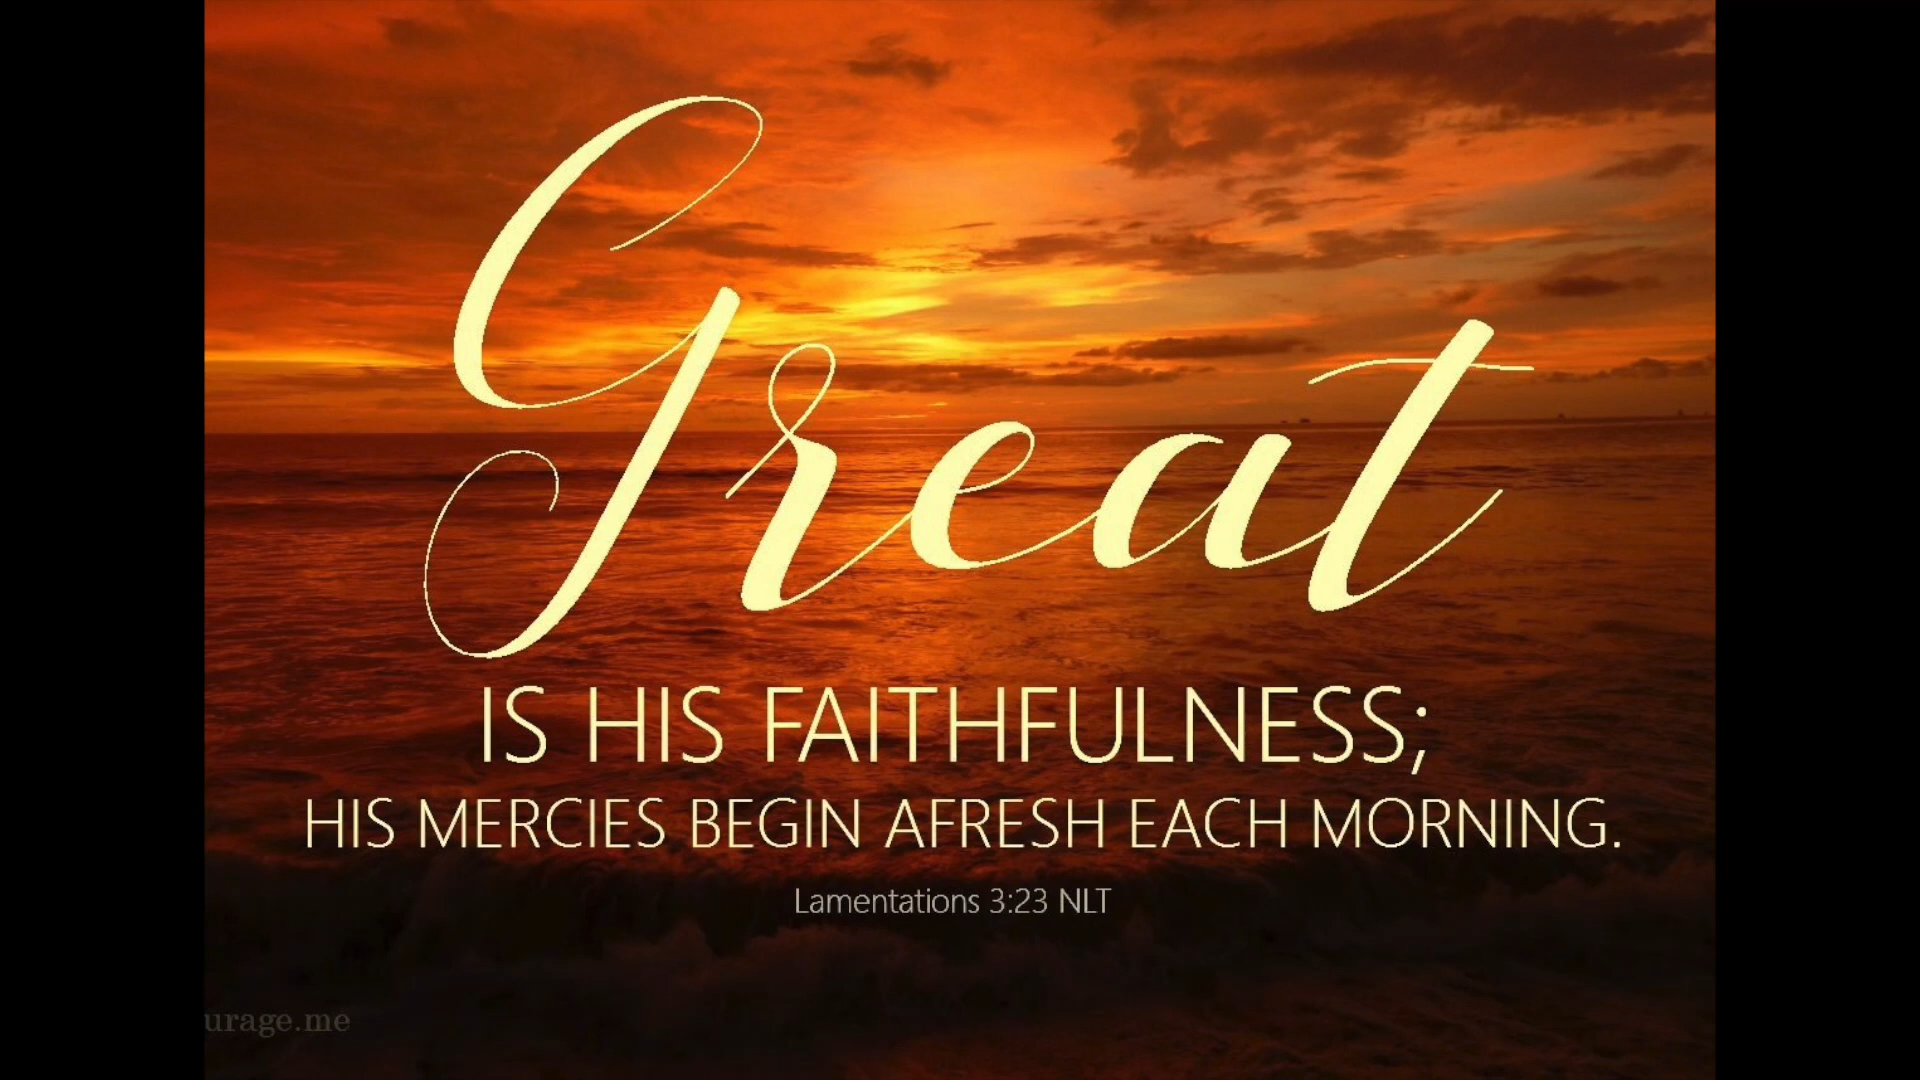 Great
IS HIS FAITHFULNESS;
HIS MERCIES BEGIN AFRESH EACH MORNING.
Lamentations 3:23 NLT
urage.me